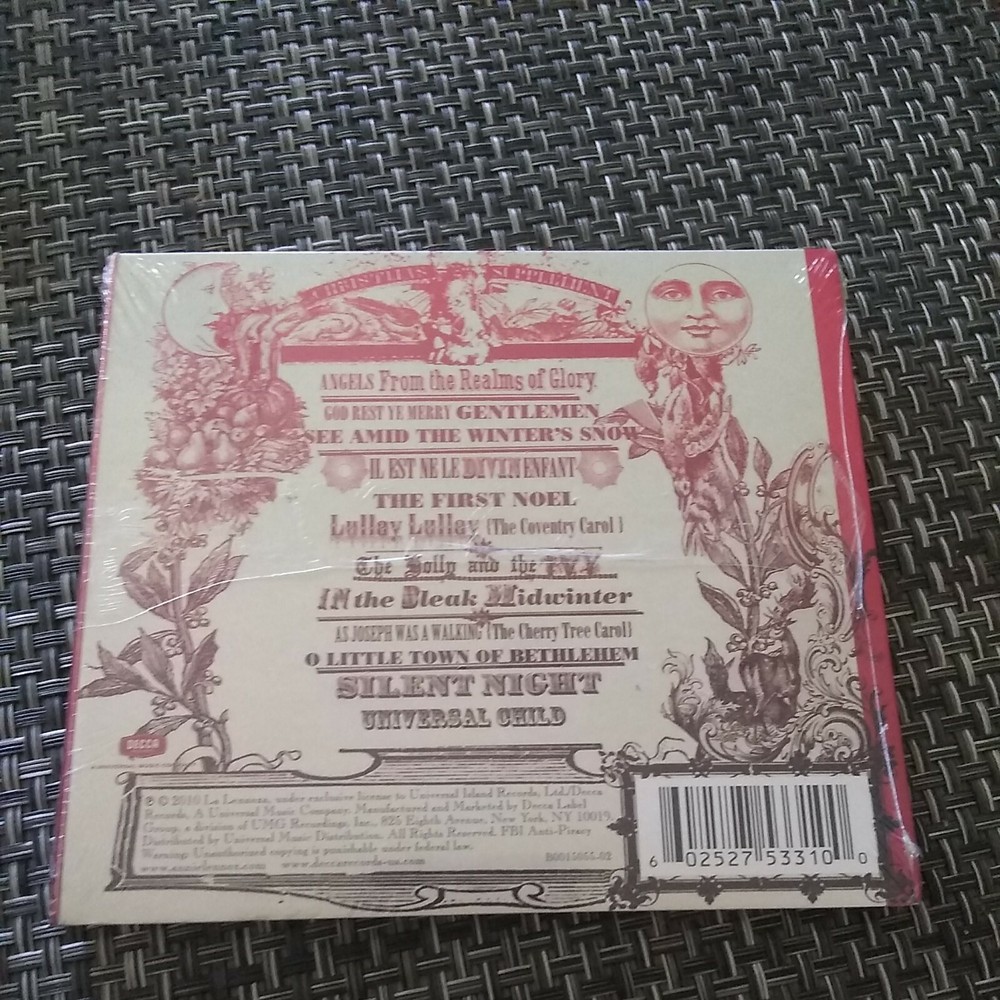 CHRISTMAS SUPPLEMENT
ANGELS From the Realms of Glory.
GOD REST YE MERRY GENTLEMEN
SEE AMID THE WINTER'S SNOW
IL EST NE LE DIVIN ENFANT
THE FIRST NOEL
Lullay Lullay (The Coventry Carol)
The Holly and the IVY
IN the Bleak Midwinter
AS JOSEPH WAS A WALKING (The Cherry Tree Carol)
O LITTLE TOWN OF BETHLEHEM
SILENT NIGHT
UNIVERSAL CHILD
DECCA
℗ © 2010 La Lennoxa, under exclusive license to Universal Island Records, Ltd./Decca
Records, A Universal Music Company. Manufactured and Marketed by Decca Label
Group, a division of UMG Recordings, Inc., 825 Eighth Avenue, New York, NY 10019.
Distributed by Universal Music Distribution. All Rights Reserved. FBI Anti-Piracy
Warning: Unauthorized copying is punishable under federal law.
www.annielennox.com www.deccarecords-us.com B0015055-02
6 02527 53310 0